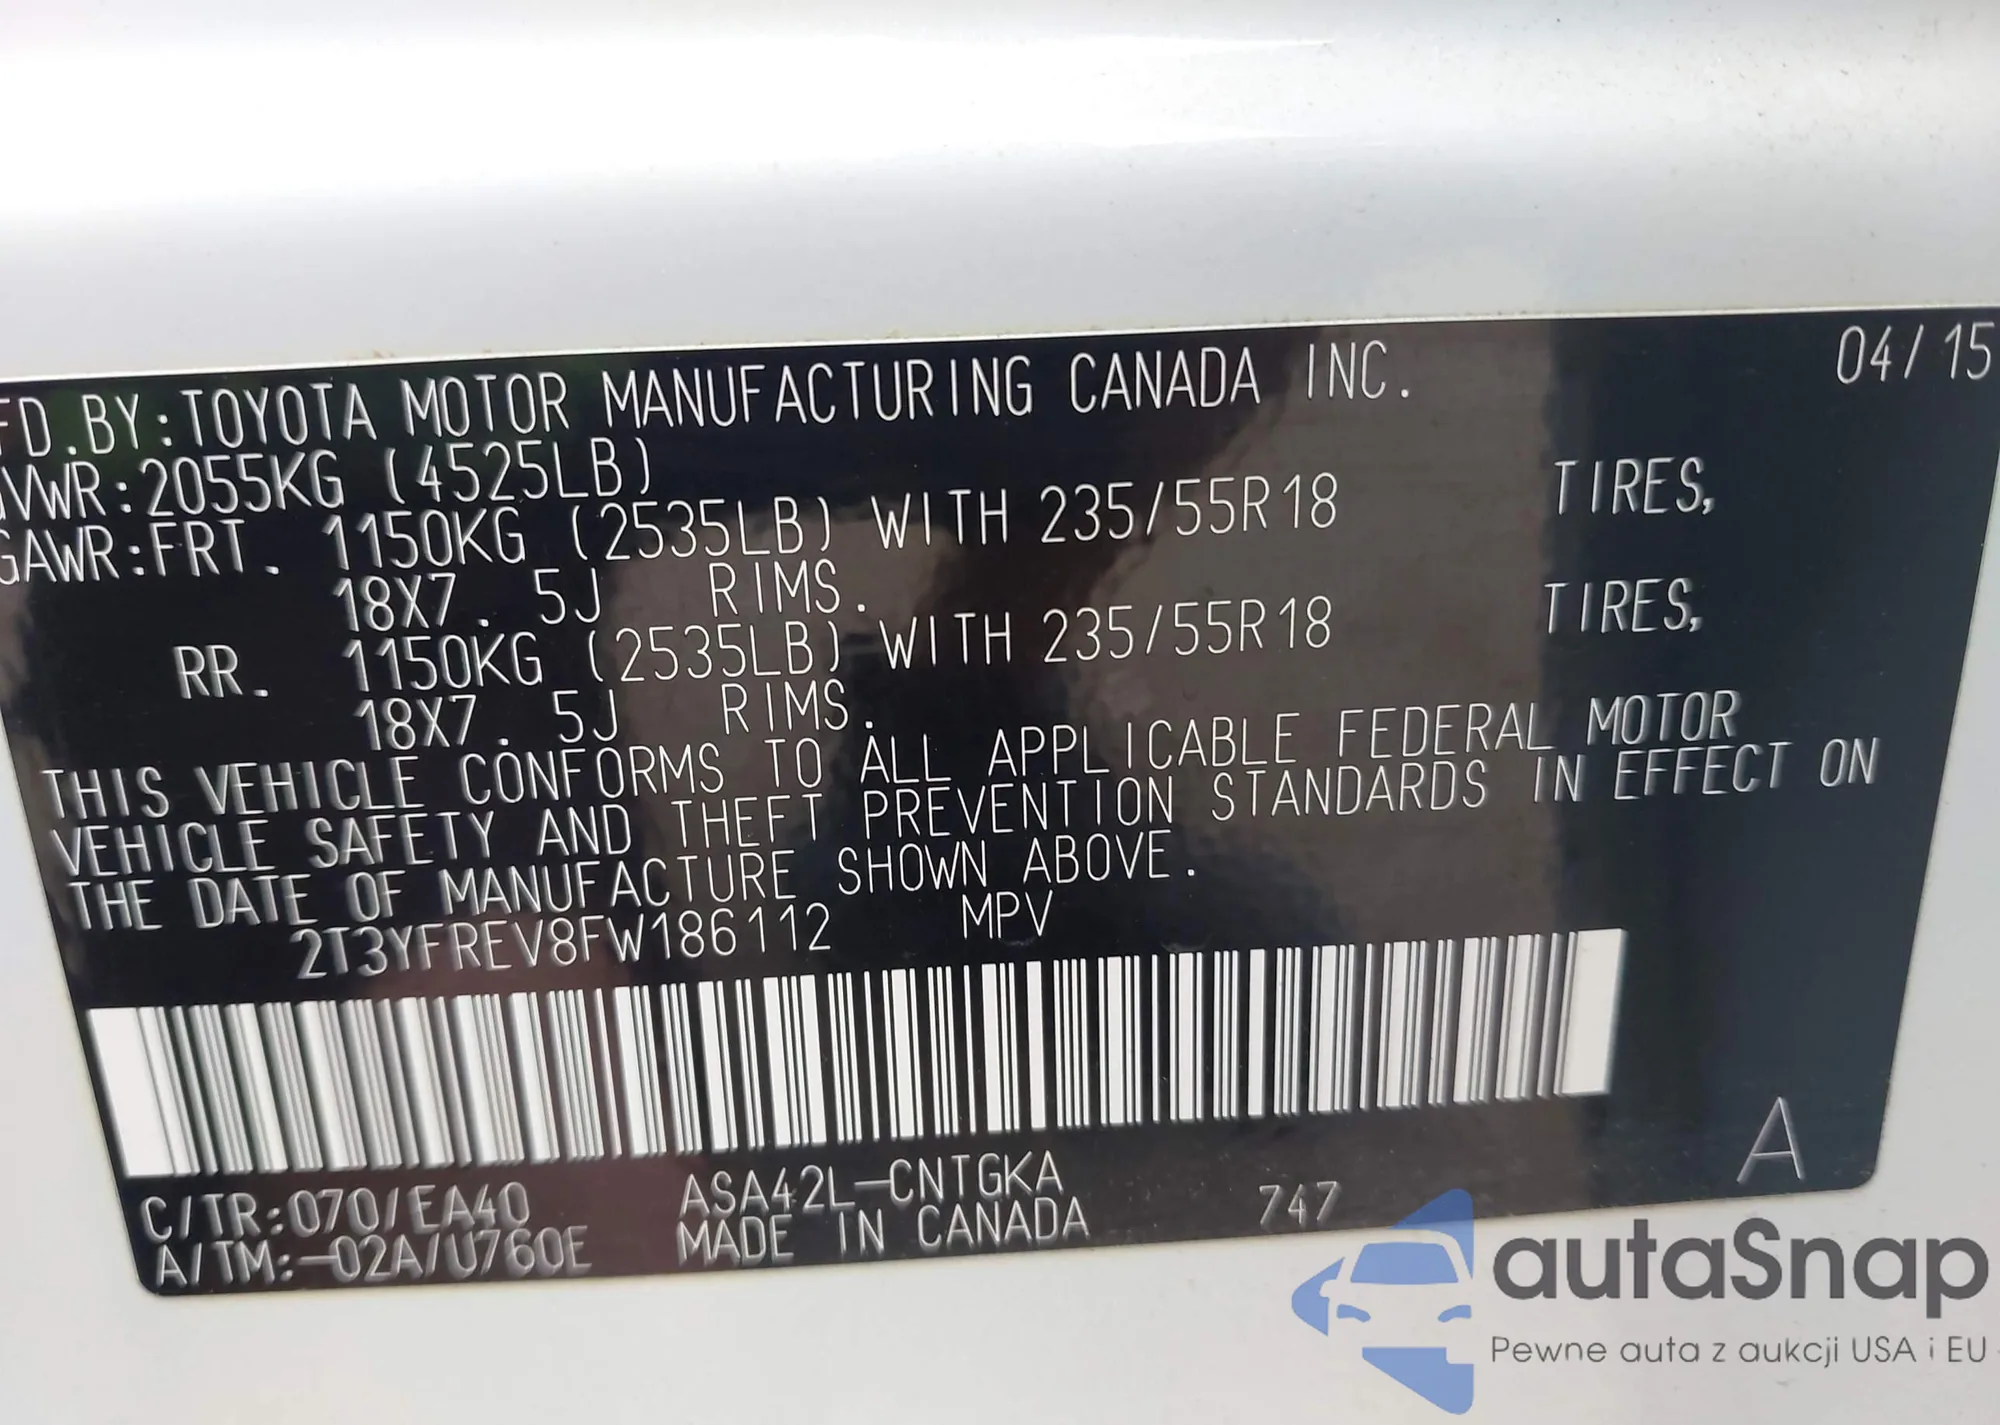 FD.BY:TOYOTA MOTOR MANUFACTURING CANADA INC. 04/15
GVWR:2055KG (4525LB)
GAWR:FRT. 1150KG (2535LB) WITH 235/55R18 TIRES,
18X7.5J RIMS.
RR. 1150KG (2535LB) WITH 235/55R18 TIRES,
18X7.5J RIMS.
THIS VEHICLE CONFORMS TO ALL APPLICABLE FEDERAL MOTOR
VEHICLE SAFETY AND THEFT PREVENTION STANDARDS IN EFFECT ON
THE DATE OF MANUFACTURE SHOWN ABOVE.
2T3YFREV8FW186112 MPV
C/TR:070/EA40 ASA42L-CNTGKA
A/TM:-02A/U760E MADE IN CANADA 747 A
autaSnap
Pewne auta z aukcji USA i EU